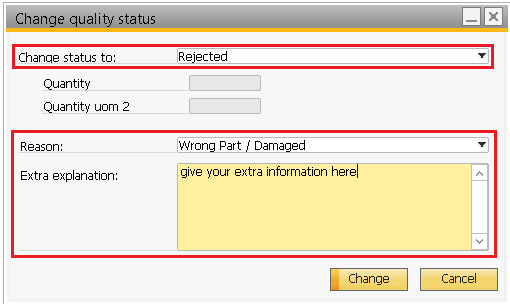 Change quality status
Change status to: Rejected
Quantity
Quantity uom 2
Reason: Wrong Part / Damaged
Extra explanation: give your extra information here
Change Cancel